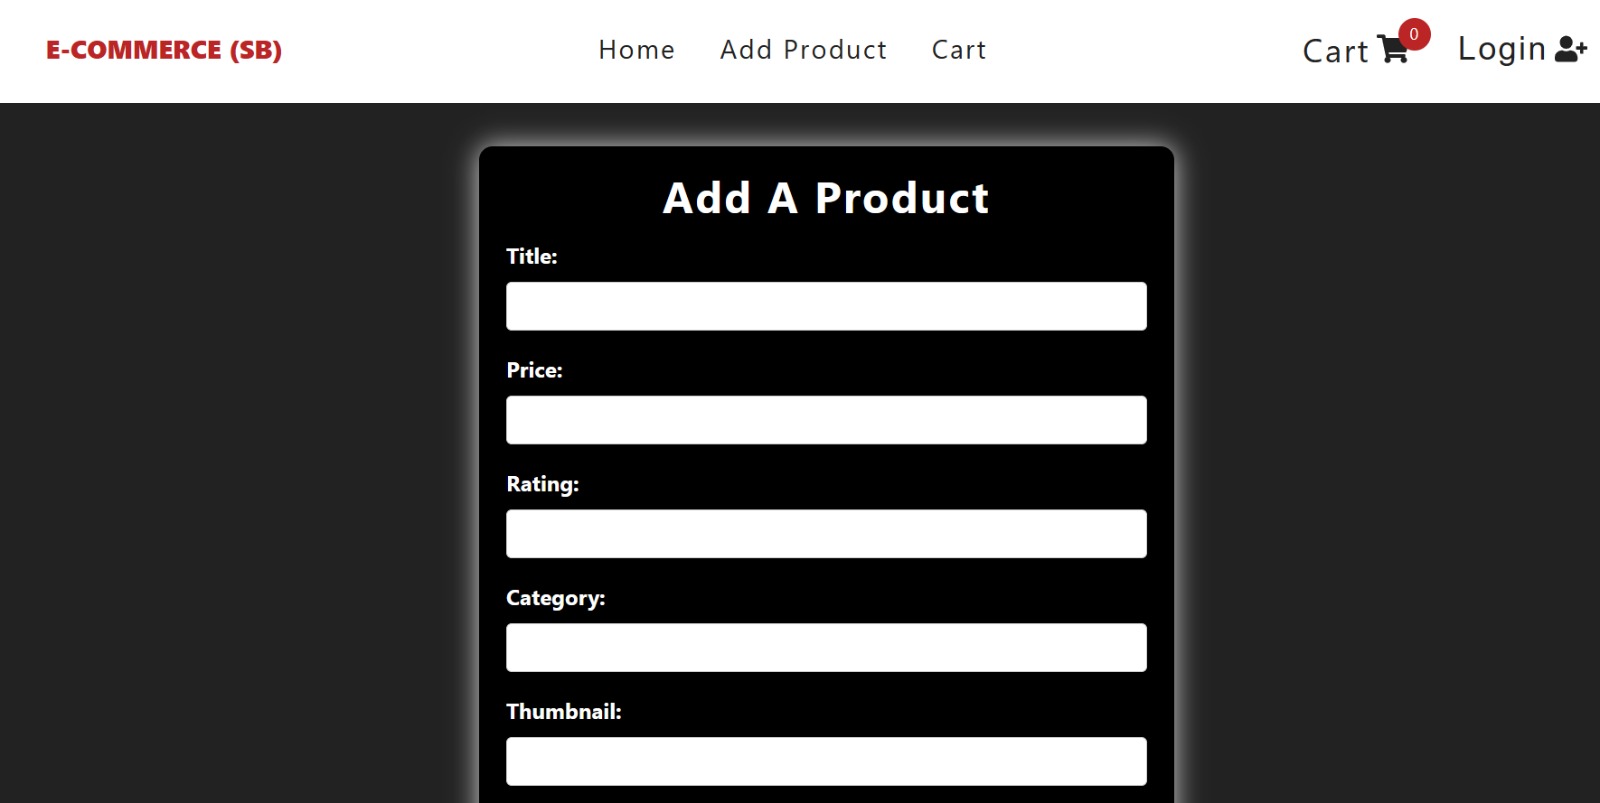 E-COMMERCE (SB)
Home Add Product Cart
Cart 0 Login
Add A Product
Title:
Price:
Rating:
Category:
Thumbnail: